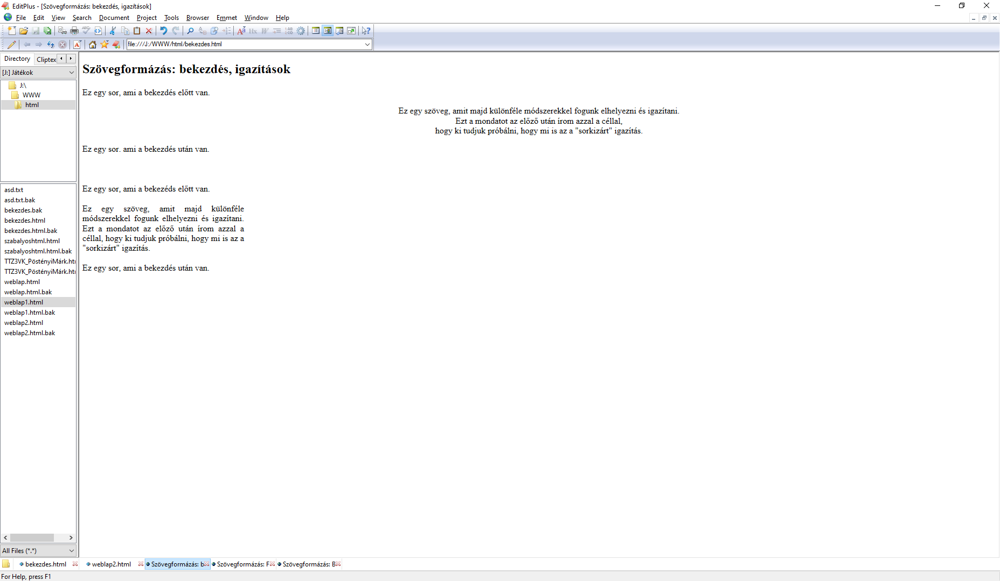 EditPlus - [Szövegformázás: bekezdés, igazítások]
File Edit View Search Document Project Tools Browser Emmet Window Help
file:///J:/WWW/html/bekezdes.html
Directory Cliptex
[J:] Játékok
J:\
WWW
html
asd.txt
asd.txt.bak
bekezdes.bak
bekezdes.html
bekezdes.html.bak
szabalyoshtml.html
szabalyoshtml.html.bak
TTZ3VK_PöstényiMárk.htı
TTZ3VK_PöstényiMárk.htı
weblap.html
weblap.html.bak
weblap1.html
weblap1.html.bak
weblap2.html
weblap2.html.bak
All Files (*.*)
Szövegformázás: bekezdés, igazítások
Ez egy sor, ami a bekezdés előtt van.
Ez egy szöveg, amit majd különféle módszerekkel fogunk elhelyezni és igazítani.
Ezt a mondatot az előző után írom azzal a céllal,
hogy ki tudjuk próbálni, hogy mi is az a "sorkizárt" igazítás.
Ez egy sor. ami a bekezdés után van.
Ez egy sor, ami a bekezéds előtt van.
Ez egy szöveg, amit majd különféle
módszerekkel fogunk elhelyezni és igazítani.
Ezt a mondatot az előző után írom azzal a
céllal, hogy ki tudjuk próbálni, hogy mi is az a
"sorkizárt" igazítás.
Ez egy sor, ami a bekezdés után van.
bekezdes.html weblap2.html Szövegformázás: b Szövegformázás: F Szövegformázás: B
For Help, press F1